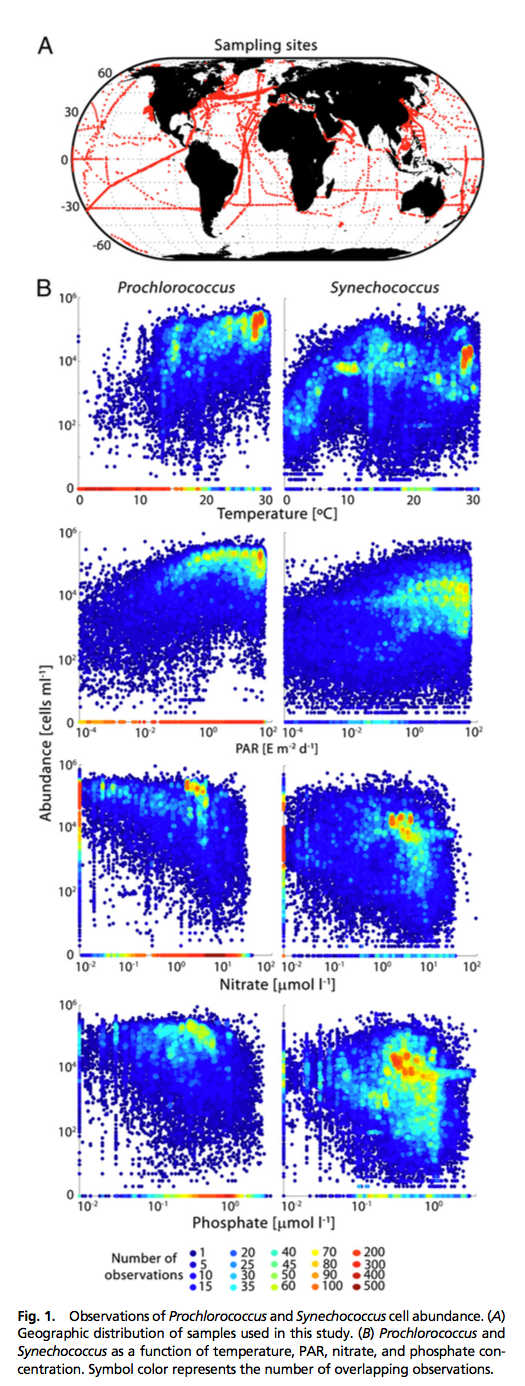 A
Sampling sites
60
30
0
-30
-60
B
Prochlorococcus Synechococcus
10⁶
10⁴
10²
0
0 10 20 30 0 10 20 30
Temperature [ºC]
10⁶
10⁴
10²
0
10⁻⁴ 10⁻² 10⁰ 10² 10⁻⁴ 10⁻² 10⁰ 10²
PAR [E m⁻² d⁻¹]
Abundance [cells ml⁻¹]
10⁶
10⁴
10²
0
10⁻² 10⁻¹ 10⁰ 10¹ 10² 10⁻² 10⁻¹ 10⁰ 10¹ 10²
Nitrate [μmol l⁻¹]
10⁶
10⁴
10²
0
10⁻² 10⁻¹ 10⁰ 10⁻² 10⁻¹ 10⁰
Phosphate [μmol l⁻¹]
Number of observations
1 20 40 70 200
5 25 45 80 300
10 30 50 90 400
15 35 60 100 500
Fig. 1. Observations of Prochlorococcus and Synechococcus cell abundance. (A)
Geographic distribution of samples used in this study. (B) Prochlorococcus and
Synechococcus as a function of temperature, PAR, nitrate, and phosphate con-
centration. Symbol color represents the number of overlapping observations.